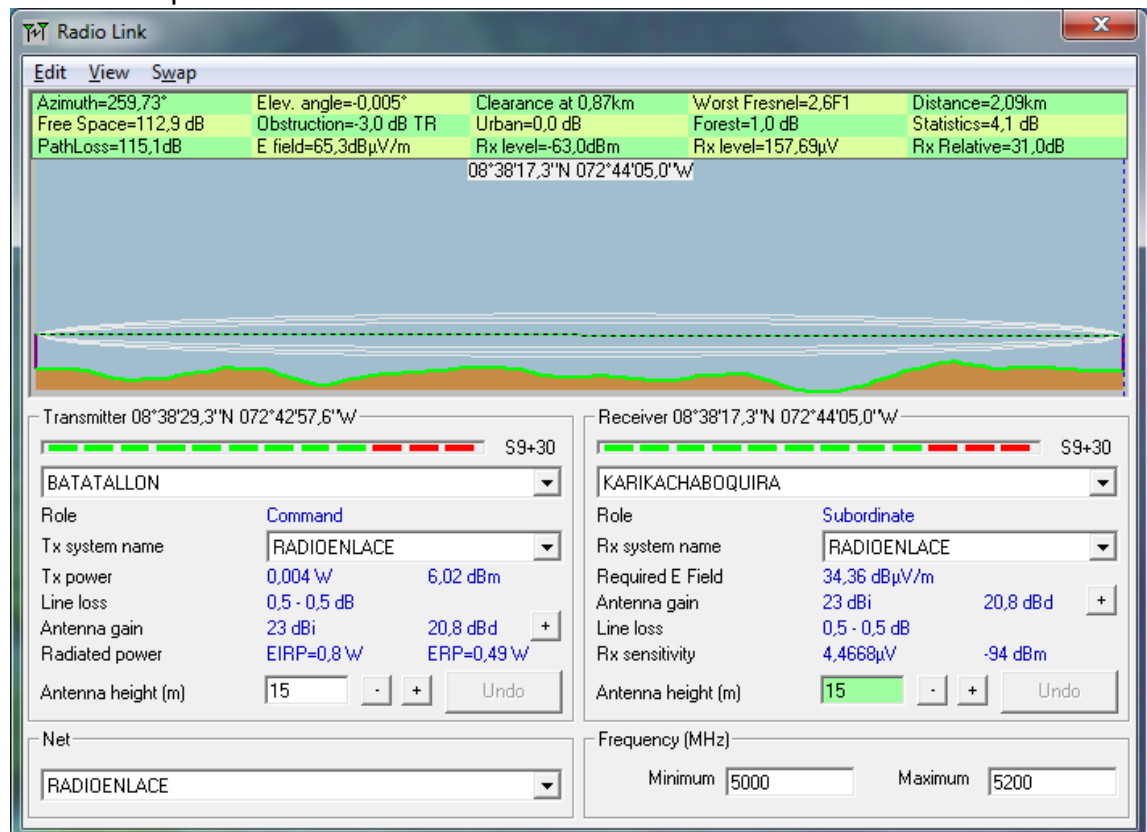 Radio Link
Edit View Swap
Azimuth=259,73° Elev. angle=-0,005° Clearance at 0,87km Worst Fresnel=2,6F1 Distance=2,09km
Free Space=112,9 dB Obstruction=-3,0 dB TR Urban=0,0 dB Forest=1,0 dB Statistics=4,1 dB
PathLoss=115,1dB E field=65,3dBµV/m Rx level=-63,0dBm Rx level=157,69µV Rx Relative=31,0dB
08°38'17,3''N 072°44'05,0''W
Transmitter 08°38'29,3''N 072°42'57,6''W
S9+30
BATATALLON
Role Command
Tx system name RADIOENLACE
Tx power 0,004 W 6,02 dBm
Line loss 0,5 - 0,5 dB
Antenna gain 23 dBi 20,8 dBd +
Radiated power EIRP=0,8 W ERP=0,49 W
Antenna height (m) 15 - + Undo
Receiver 08°38'17,3''N 072°44'05,0''W
S9+30
KARIKACHABOQUIRA
Role Subordinate
Rx system name RADIOENLACE
Required E Field 34,36 dBµV/m
Antenna gain 23 dBi 20,8 dBd +
Line loss 0,5 - 0,5 dB
Rx sensitivity 4,4668µV -94 dBm
Antenna height (m) 15 - + Undo
Net
RADIOENLACE
Frequency (MHz)
Minimum 5000 Maximum 5200